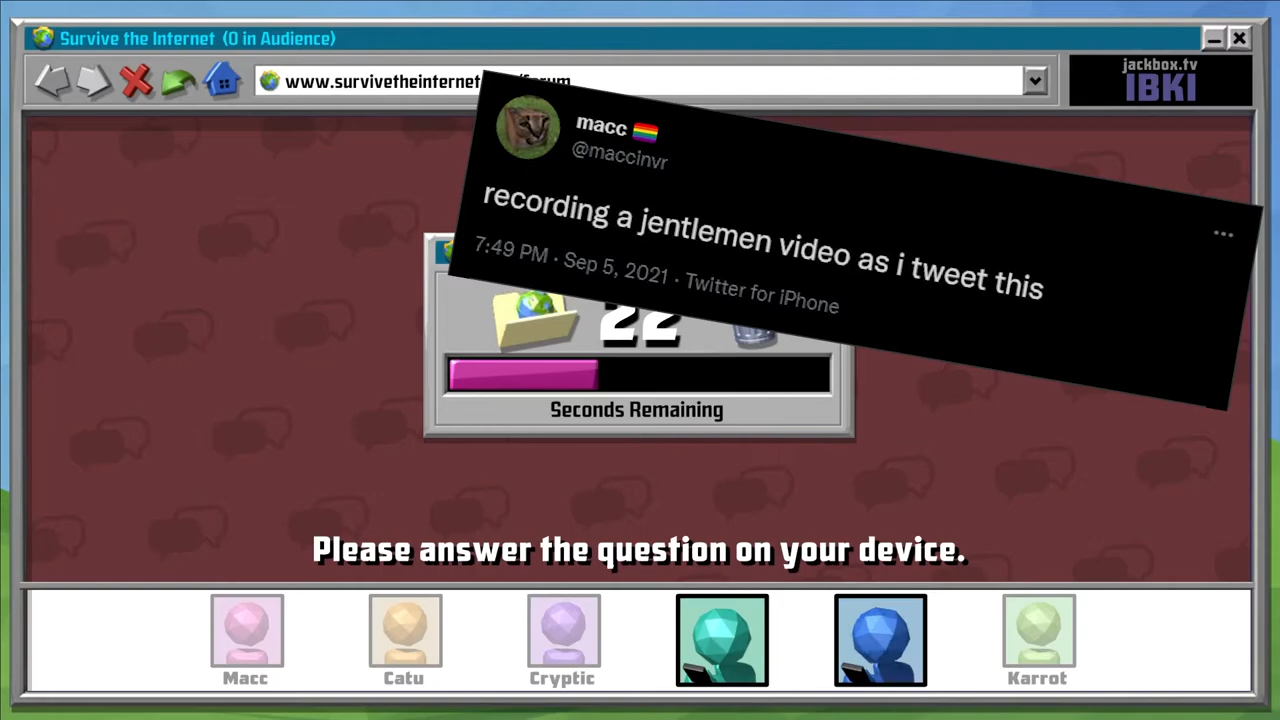 Survive the Internet (0 in Audience)
www.survivetheinternet
forum
jackbox.tv
IBKI
macc
@maccinvr
recording a jentlemen video as i tweet this
7:49 PM · Sep 5, 2021 · Twitter for iPhone
22
Seconds Remaining
Please answer the question on your device.
Macc
Catu
Cryptic
Karrot